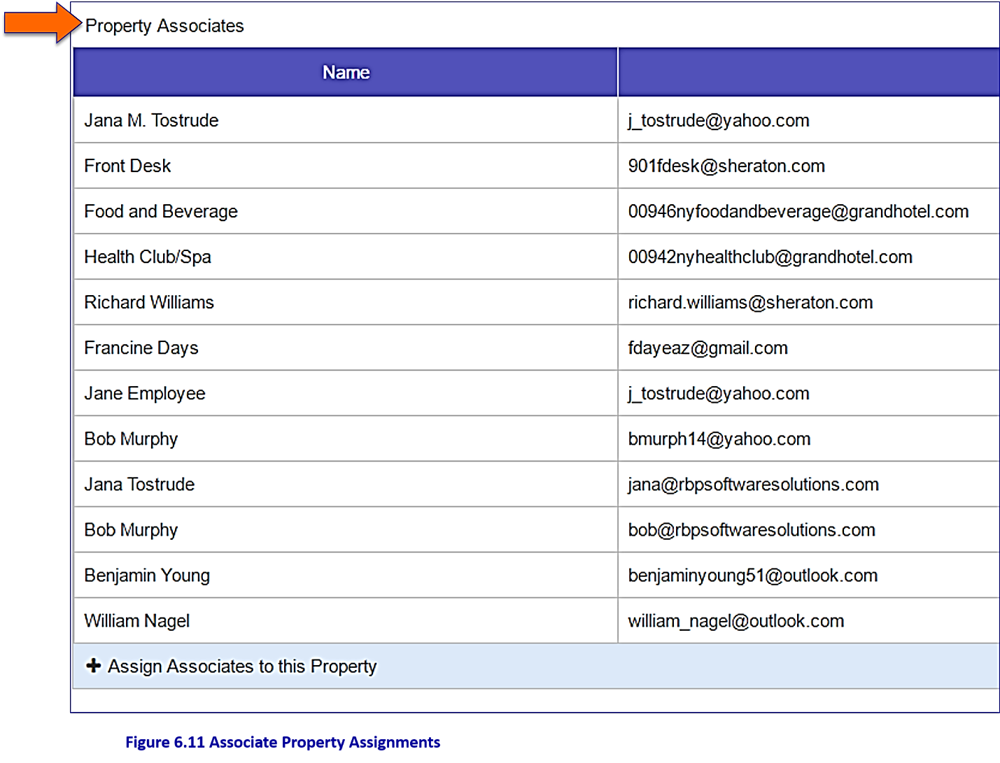 Property Associates
Name
Jana M. Tostrude j_tostrude@yahoo.com
Front Desk 901fdesk@sheraton.com
Food and Beverage 00946nyfoodandbeverage@grandhotel.com
Health Club/Spa 00942nyhealthclub@grandhotel.com
Richard Williams richard.williams@sheraton.com
Francine Days fdayeaz@gmail.com
Jane Employee j_tostrude@yahoo.com
Bob Murphy bmurph14@yahoo.com
Jana Tostrude jana@rbpsoftwaresolutions.com
Bob Murphy bob@rbpsoftwaresolutions.com
Benjamin Young benjaminyoung51@outlook.com
William Nagel william_nagel@outlook.com
+ Assign Associates to this Property
Figure 6.11 Associate Property Assignments